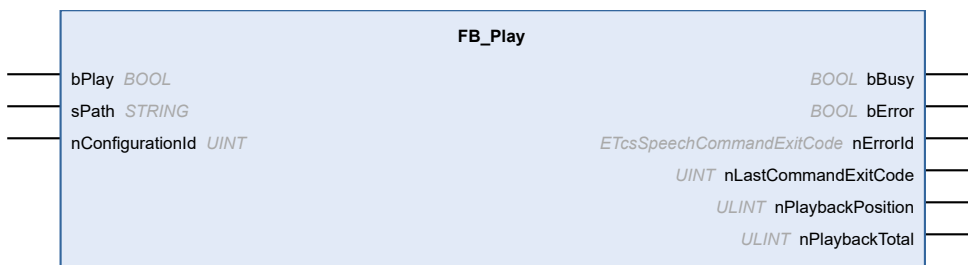 FB_Play
bPlay BOOL BOOL bBusy
sPath STRING BOOL bError
nConfigurationId UINT ETcsSpeechCommandExitCode nErrorId
UINT nLastCommandExitCode
ULINT nPlaybackPosition
ULINT nPlaybackTotal